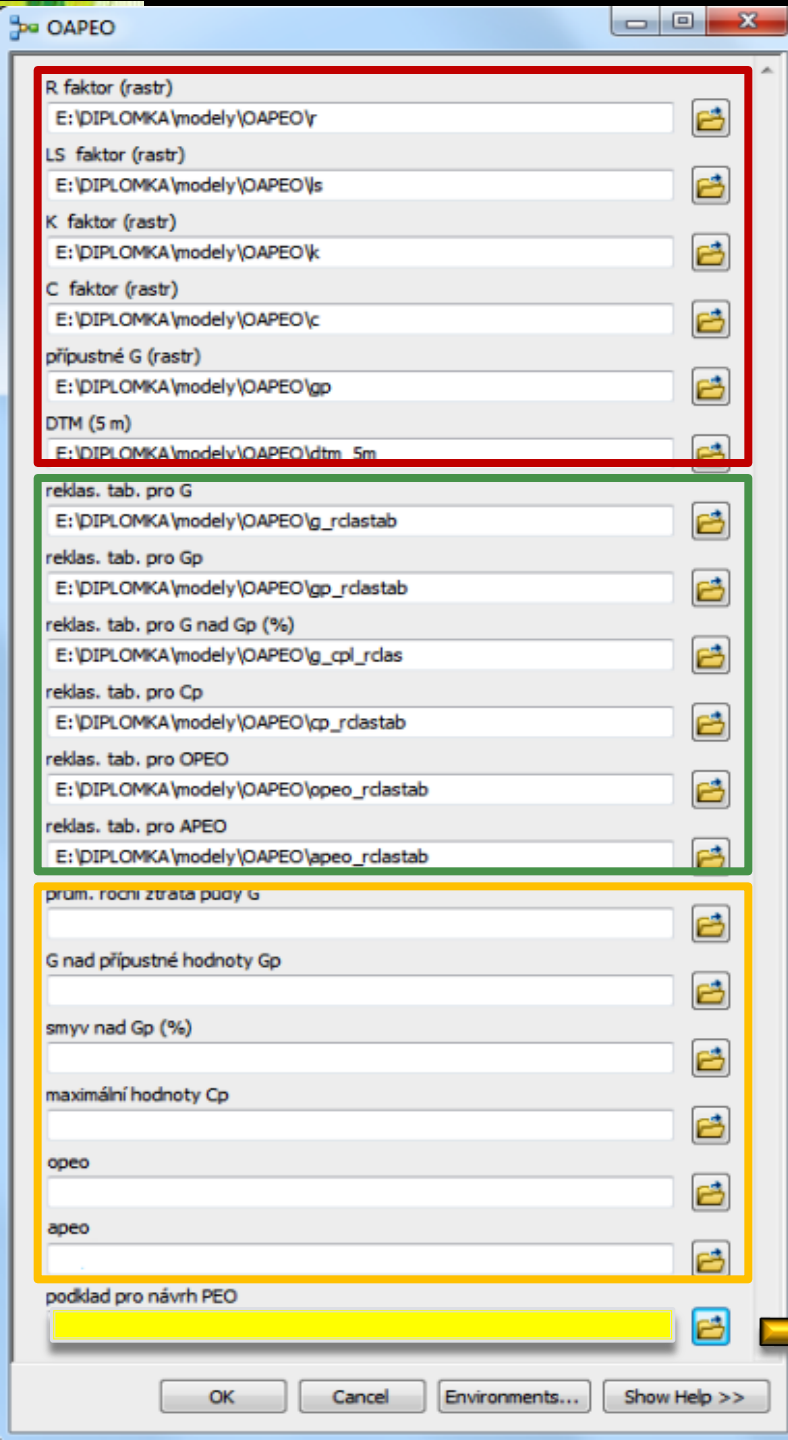 OAPEO
R faktor (rastr)
E:\DIPLOMKA\modely\OAPEO\r
LS faktor (rastr)
E:\DIPLOMKA\modely\OAPEO\ls
K faktor (rastr)
E:\DIPLOMKA\modely\OAPEO\k
C faktor (rastr)
E:\DIPLOMKA\modely\OAPEO\c
přípustné G (rastr)
E:\DIPLOMKA\modely\OAPEO\gp
DTM (5 m)
E:\DIPLOMKA\modely\OAPEO\dtm_5m
reklas. tab. pro G
E:\DIPLOMKA\modely\OAPEO\g_rclastab
reklas. tab. pro Gp
E:\DIPLOMKA\modely\OAPEO\gp_rclastab
reklas. tab. pro G nad Gp (%)
E:\DIPLOMKA\modely\OAPEO\g_cpl_rclas
reklas. tab. pro Cp
E:\DIPLOMKA\modely\OAPEO\cp_rclastab
reklas. tab. pro OPEO
E:\DIPLOMKA\modely\OAPEO\opeo_rclastab
reklas. tab. pro APEO
E:\DIPLOMKA\modely\OAPEO\apeo_rclastab
prům. roční ztráta půdy G
G nad přípustné hodnoty Gp
smyv nad Gp (%)
maximální hodnoty Cp
opeo
apeo
podklad pro návrh PEO
OK Cancel Environments... Show Help >>